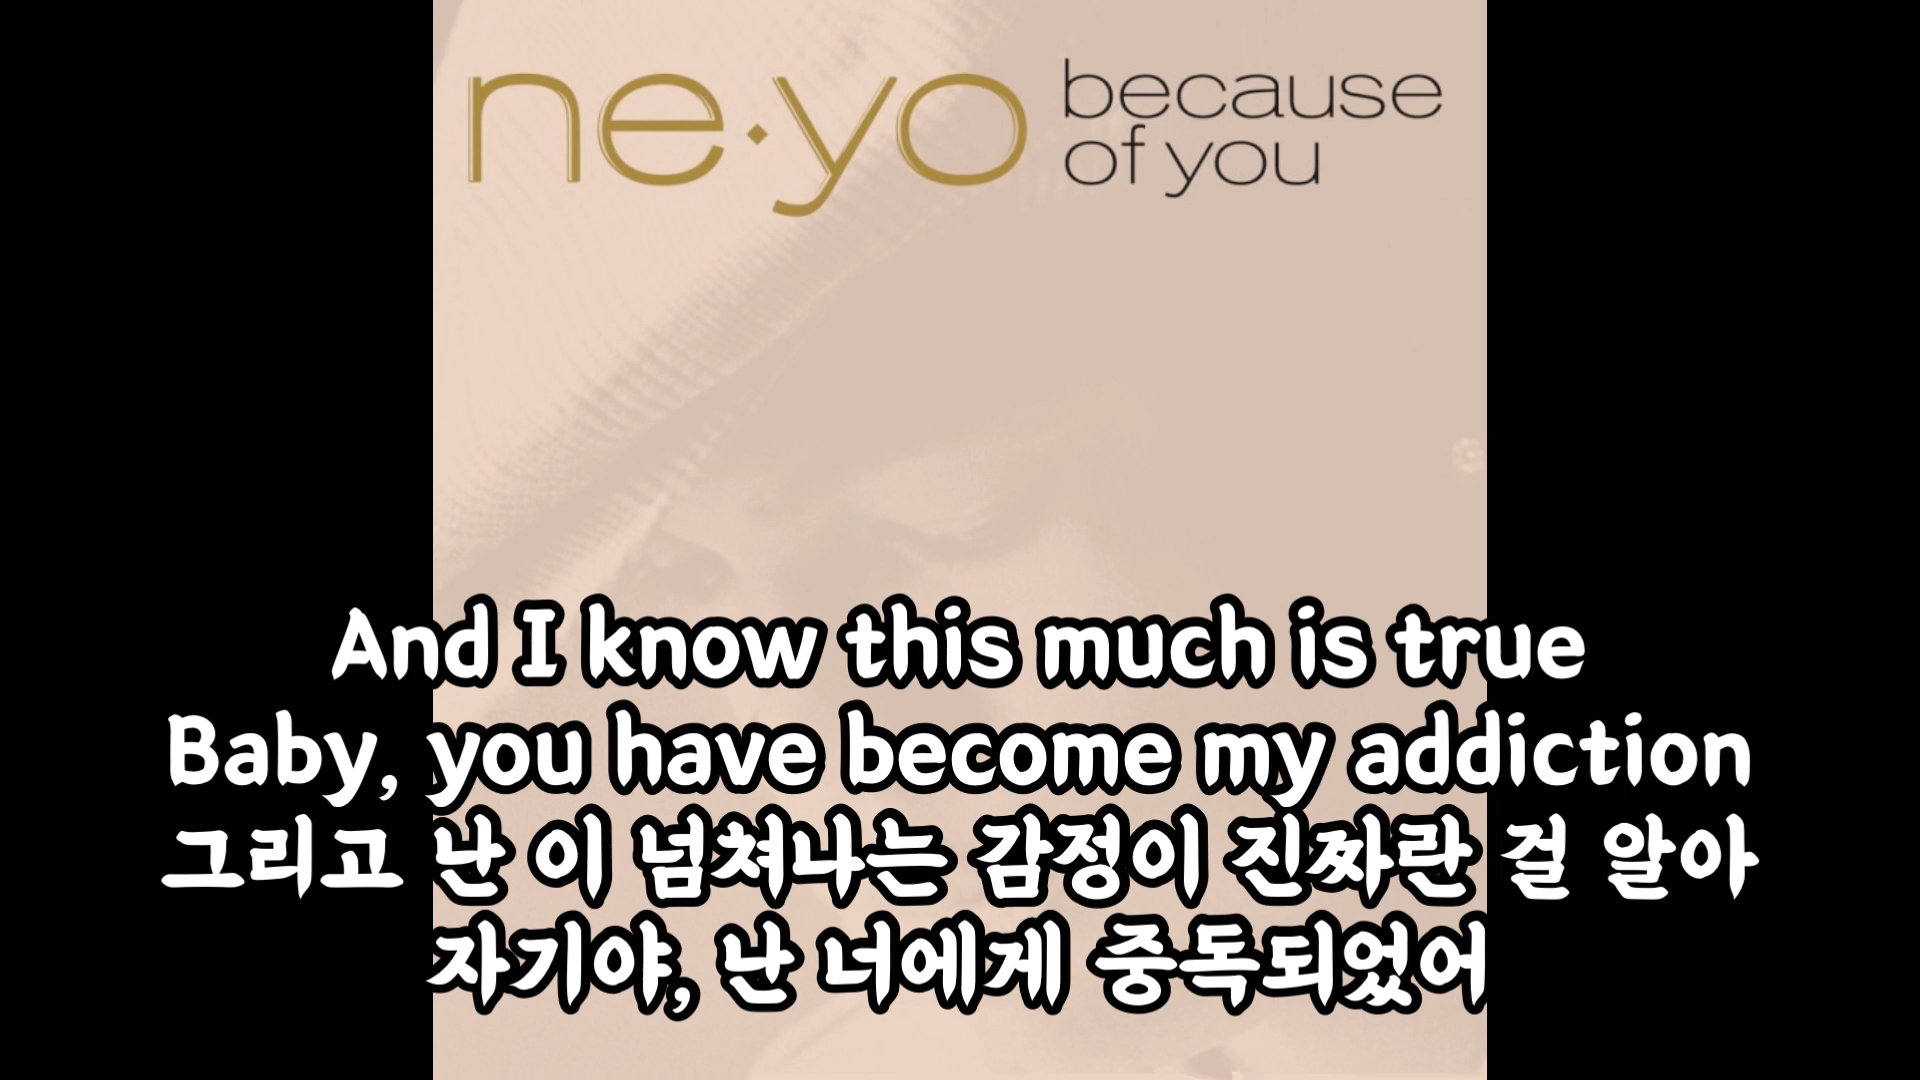 ne·yo
because
of you
And I know this much is true
Baby, you have become my addiction
그리고 난 이 넘쳐나는 감정이 진짜란 걸 알아
자기야, 난 너에게 중독되었어